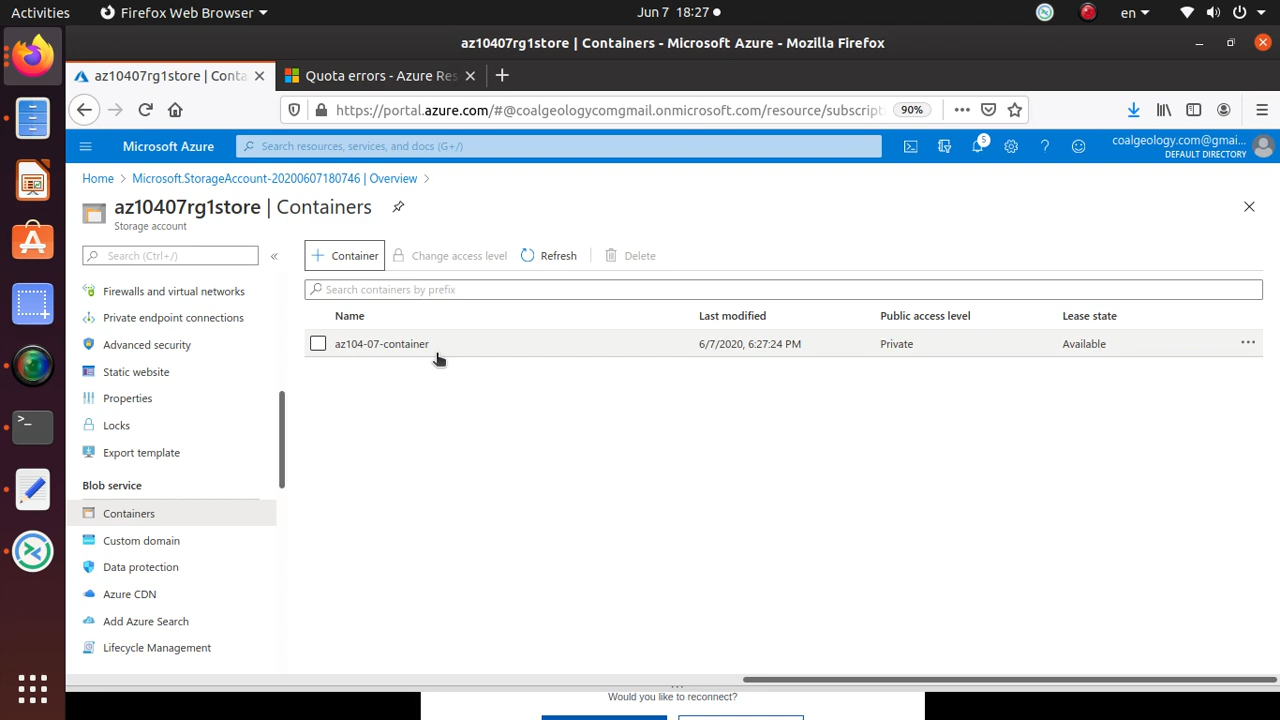 Activities Firefox Web Browser Jun 7 18:27 en
az10407rg1store | Containers - Microsoft Azure - Mozilla Firefox
az10407rg1store | Conta
Quota errors - Azure Res
https://portal.azure.com/#@coalgeologycomgmail.onmicrosoft.com/resource/subscript 90%
Microsoft Azure
Search resources, services, and docs (G+/)
5
coalgeology.com@gmai...
DEFAULT DIRECTORY
Home > Microsoft.StorageAccount-20200607180746 | Overview >
az10407rg1store | Containers
Storage account
Search (Ctrl+/)
Firewalls and virtual networks
Private endpoint connections
Advanced security
Static website
Properties
Locks
Export template
Blob service
Containers
Custom domain
Data protection
Azure CDN
Add Azure Search
Lifecycle Management
+ Container Change access level Refresh Delete
Search containers by prefix
Name Last modified Public access level Lease state
az104-07-container 6/7/2020, 6:27:24 PM Private Available
Would you like to reconnect?